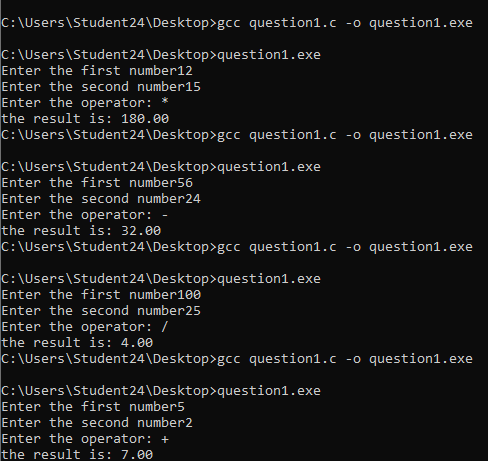 C:\Users\Student24\Desktop>gcc question1.c -o question1.exe
C:\Users\Student24\Desktop>question1.exe
Enter the first number12
Enter the second number15
Enter the operator: *
the result is: 180.00
C:\Users\Student24\Desktop>gcc question1.c -o question1.exe
C:\Users\Student24\Desktop>question1.exe
Enter the first number56
Enter the second number24
Enter the operator: -
the result is: 32.00
C:\Users\Student24\Desktop>gcc question1.c -o question1.exe
C:\Users\Student24\Desktop>question1.exe
Enter the first number100
Enter the second number25
Enter the operator: /
the result is: 4.00
C:\Users\Student24\Desktop>gcc question1.c -o question1.exe
C:\Users\Student24\Desktop>question1.exe
Enter the first number5
Enter the second number2
Enter the operator: +
the result is: 7.00